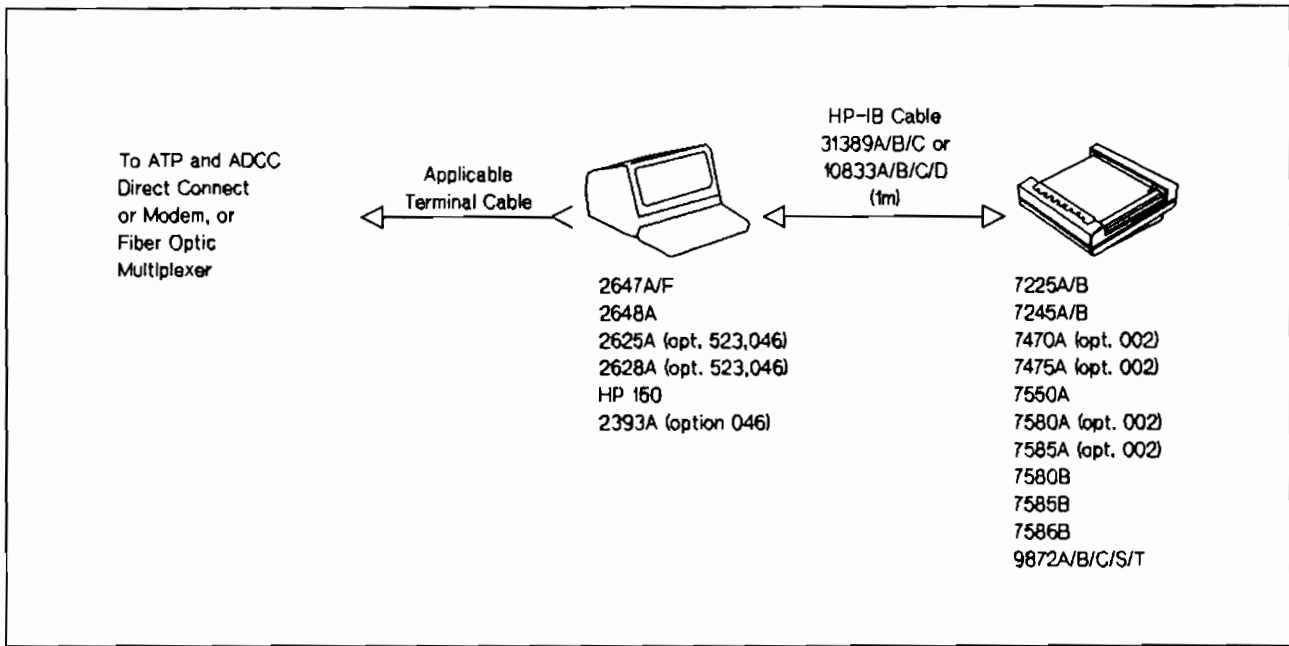 To ATP and ADCC
Direct Connect
or Modem, or
Fiber Optic
Multiplexer
Applicable
Terminal Cable
HP-IB Cable
31389A/B/C or
10833A/B/C/D
(1m)
2647A/F
2648A
2625A (opt. 523,046)
2628A (opt. 523,046)
HP 150
2393A (option 046)
7225A/B
7245A/B
7470A (opt. 002)
7475A (opt. 002)
7550A
7580A (opt. 002)
7585A (opt. 002)
7580B
7585B
7586B
9872A/B/C/S/T